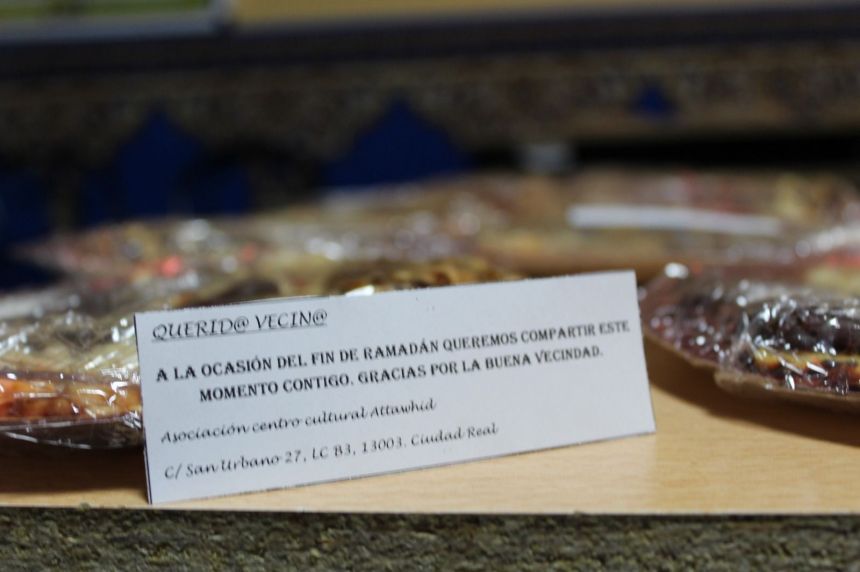 QUERID@ VECIN@
A LA OCASIÓN DEL FIN DE RAMADÁN QUEREMOS COMPARTIR ESTE
MOMENTO CONTIGO. GRACIAS POR LA BUENA VECINDAD.
Asociación centro cultural Attawhid
C/ San Urbano 27, LC B3, 13003. Ciudad Real